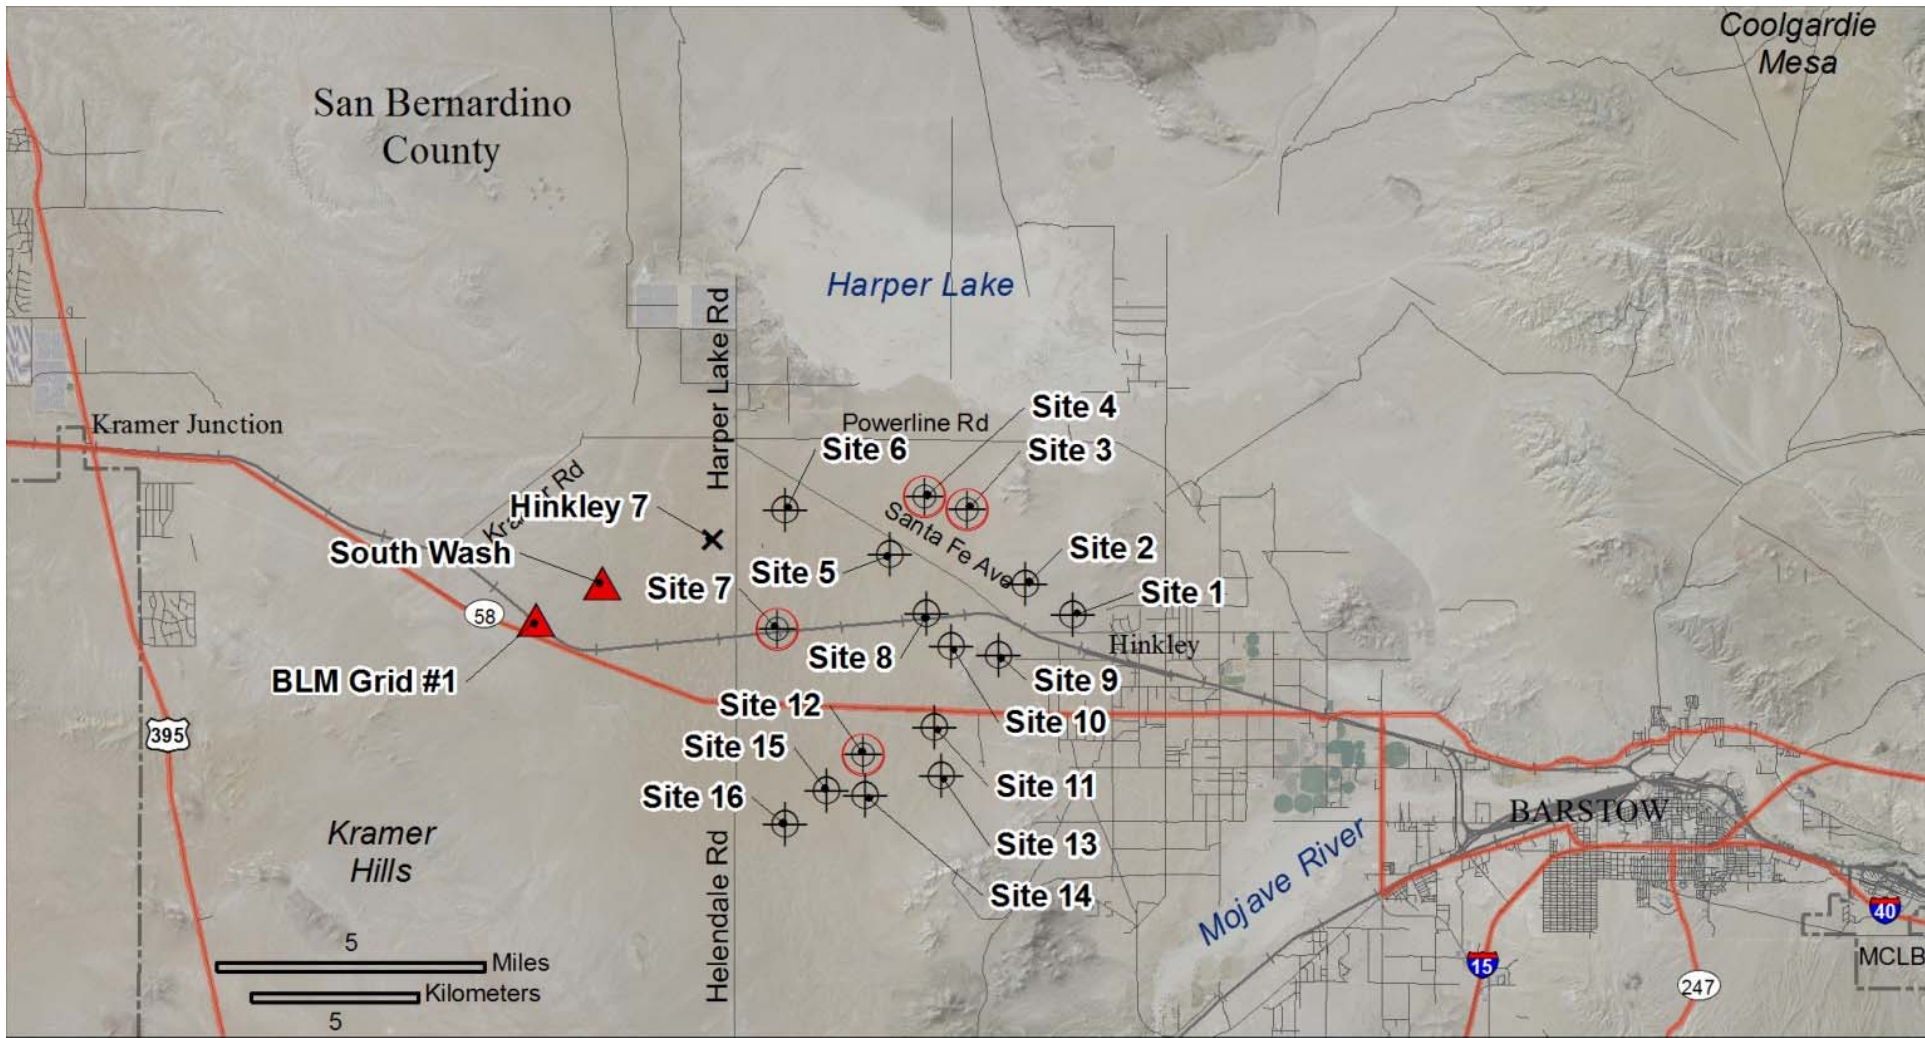 Coolgardie
Mesa
San Bernardino
County
Harper Lake
Harper Lake Rd
Site 4
Powerline Rd
Kramer Junction
Site 6
Site 3
Kramer Rd
Hinkley 7
Santa Fe Ave
South Wash
Site 2
Site 5
Site 7
Site 1
58
Hinkley
Site 8
BLM Grid #1
Site 9
Site 12
Site 10
395
Site 15
Site 11
Site 16
BARSTOW
Kramer
Hills
Site 13
Helendale Rd
Mojave River
Site 14
40
5
Miles
MCLB
15
Kilometers
247
5